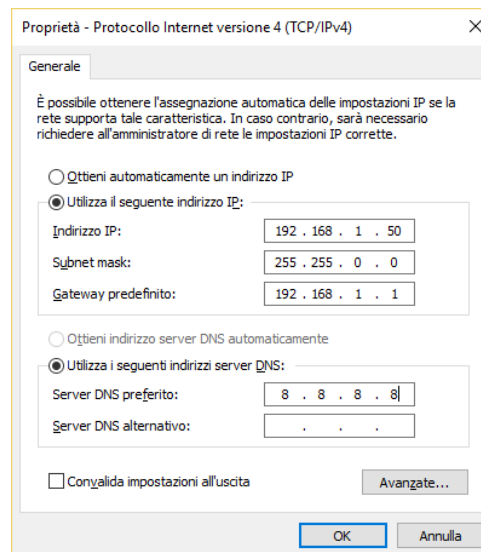 Proprietà - Protocollo Internet versione 4 (TCP/IPv4)
Generale
È possibile ottenere l'assegnazione automatica delle impostazioni IP se la
rete supporta tale caratteristica. In caso contrario, sarà necessario
richiedere all'amministratore di rete le impostazioni IP corrette.
Ottieni automaticamente un indirizzo IP
Utilizza il seguente indirizzo IP:
Indirizzo IP: 192 . 168 . 1 . 50
Subnet mask: 255 . 255 . 0 . 0
Gateway predefinito: 192 . 168 . 1 . 1
Ottieni indirizzo server DNS automaticamente
Utilizza i seguenti indirizzi server DNS:
Server DNS preferito: 8 . 8 . 8 . 8
Server DNS alternativo: . . .
Convalida impostazioni all'uscita Avanzate...
OK Annulla